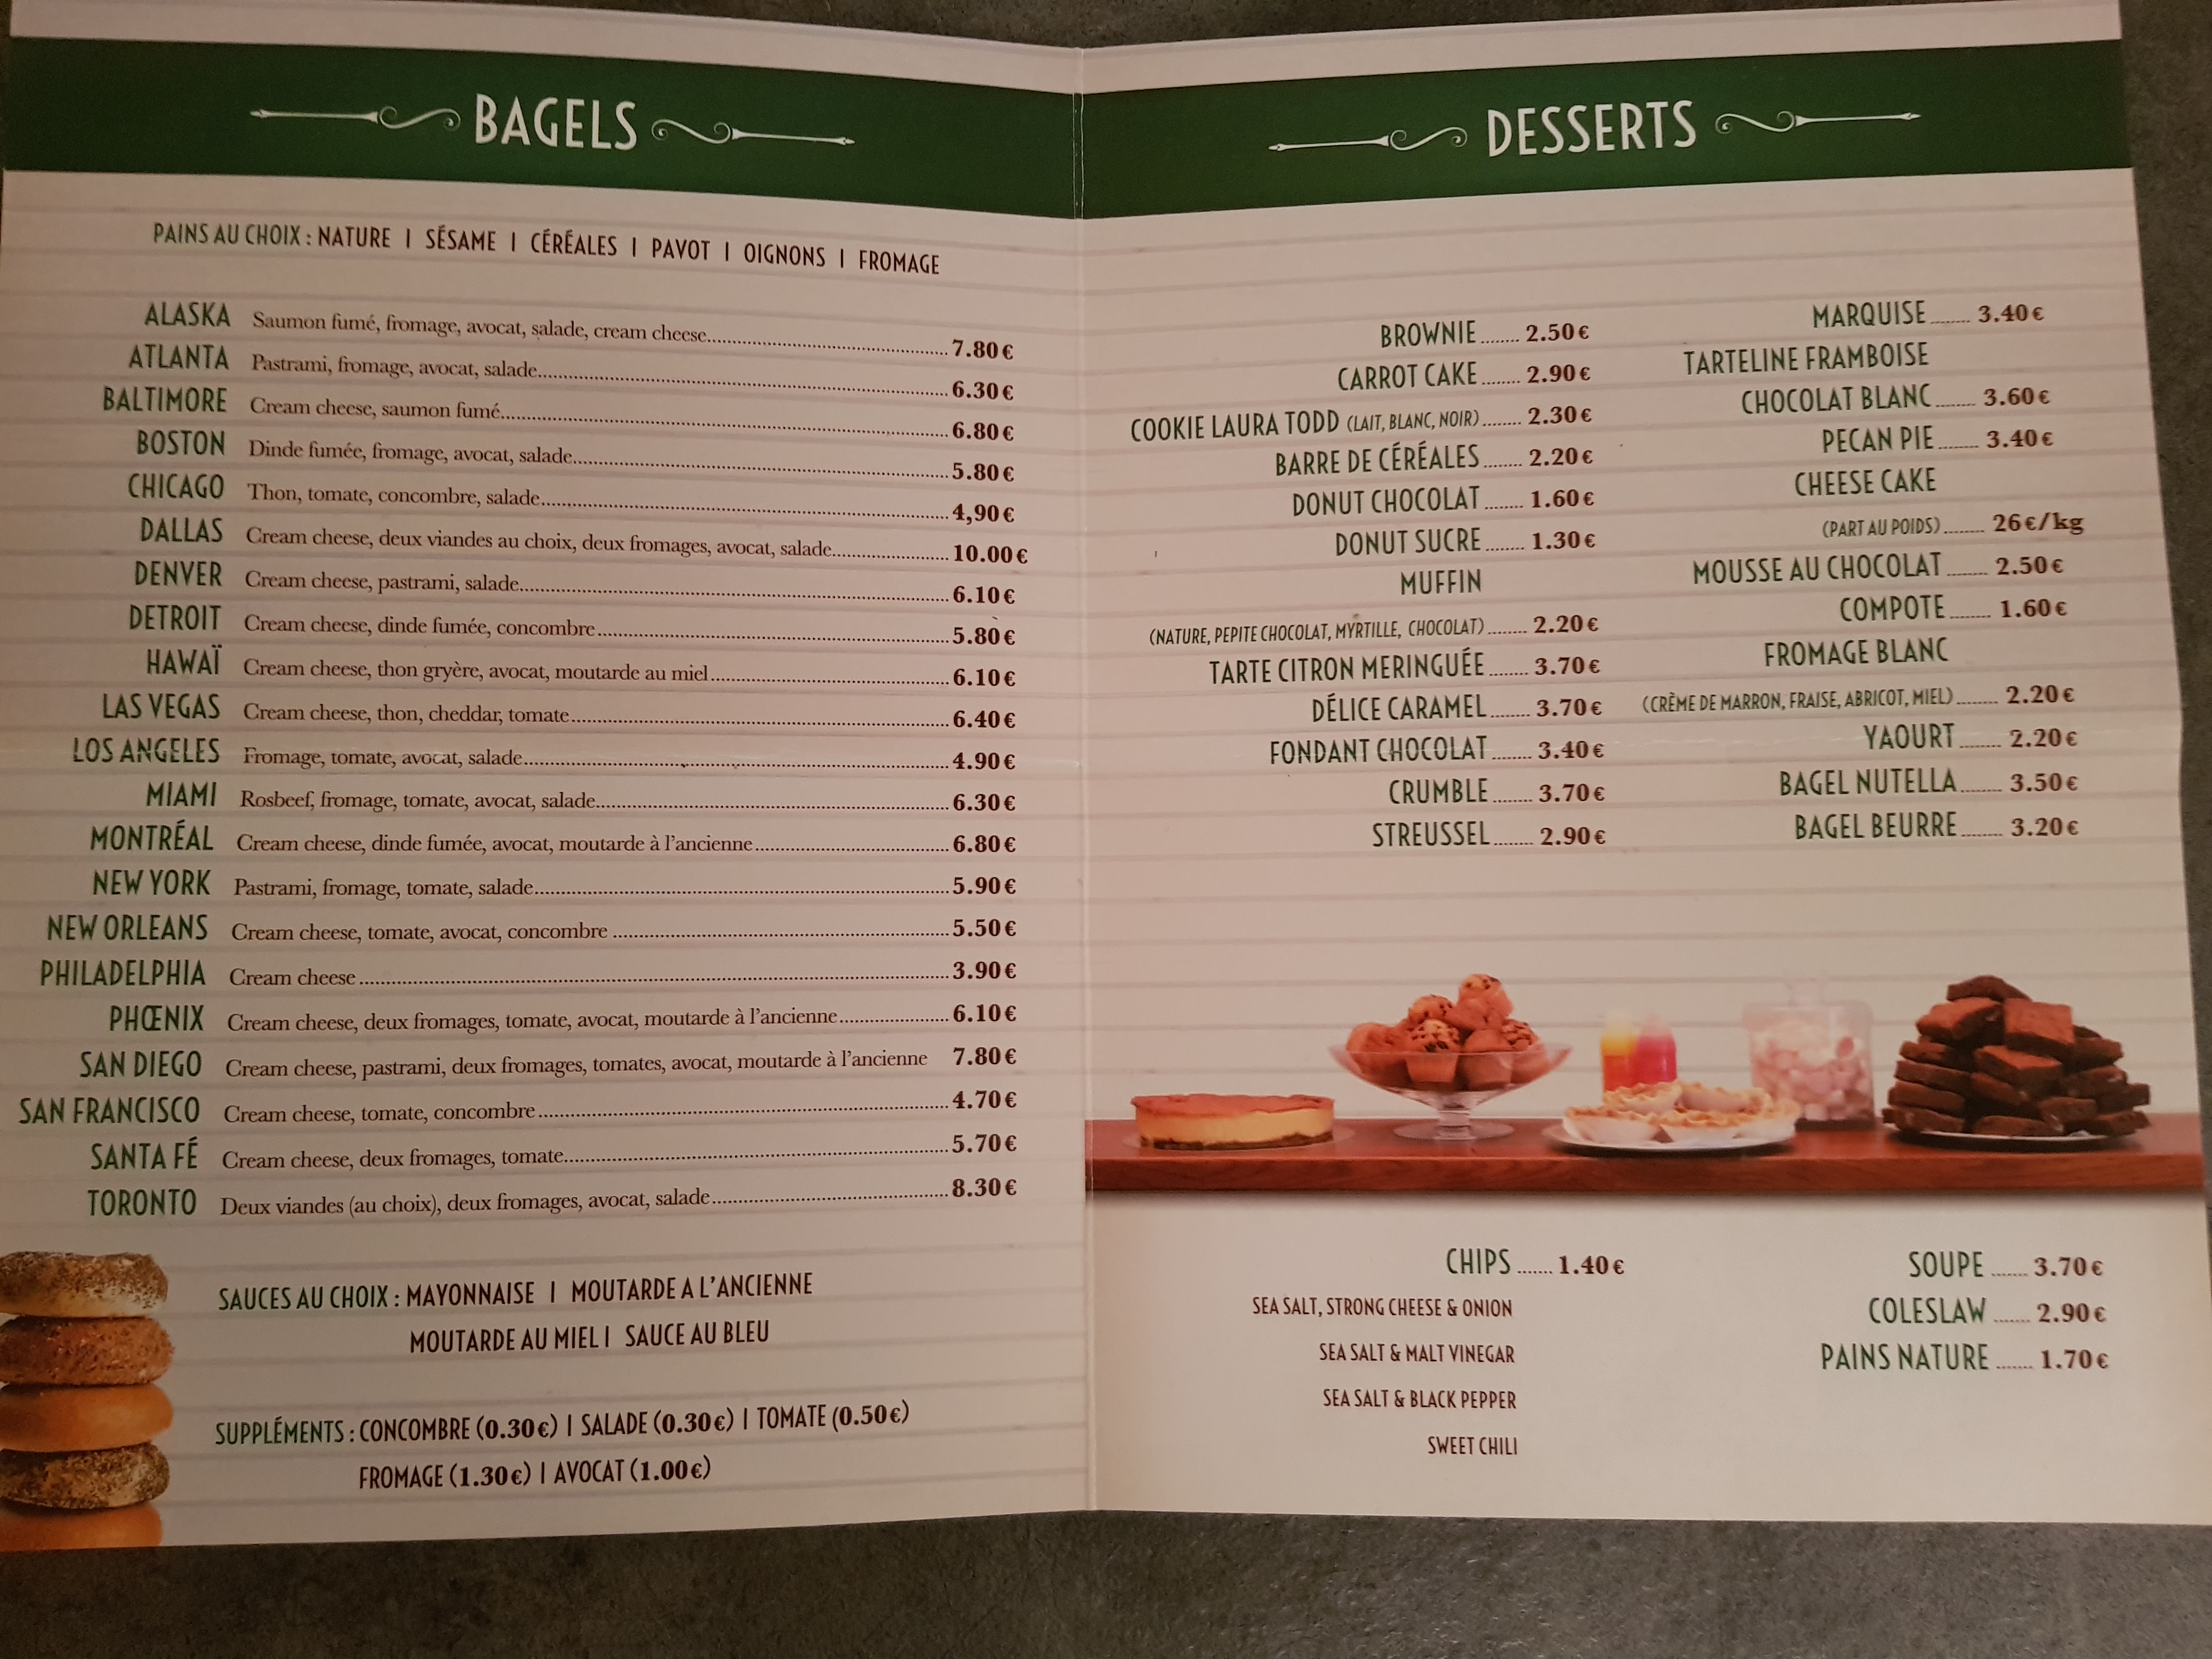 BAGELS
PAINS AU CHOIX : NATURE | SÉSAME | CÉRÉALES | PAVOT | OIGNONS | FROMAGE
ALASKA Saumon fumé, fromage, avocat, salade, cream cheese 7.80€
ATLANTA Pastrami, fromage, avocat, salade 6.30€
BALTIMORE Cream cheese, saumon fumé 6.80€
BOSTON Dinde fumée, fromage, avocat, salade 5.80€
CHICAGO Thon, tomate, concombre, salade 4,90€
DALLAS Cream cheese, deux viandes au choix, deux fromages, avocat, salade 10.00€
DENVER Cream cheese, pastrami, salade 6.10€
DETROIT Cream cheese, dinde fumée, concombre 5.80€
HAWAÏ Cream cheese, thon gryère, avocat, moutarde au miel 6.10€
LAS VEGAS Cream cheese, thon, cheddar, tomate 6.40€
LOS ANGELES Fromage, tomate, avocat, salade 4.90€
MIAMI Rosbeef, fromage, tomate, avocat, salade 6.30€
MONTRÉAL Cream cheese, dinde fumée, avocat, moutarde à l'ancienne 6.80€
NEW YORK Pastrami, fromage, tomate, salade 5.90€
NEW ORLEANS Cream cheese, tomate, avocat, concombre 5.50€
PHILADELPHIA Cream cheese 3.90€
PHŒNIX Cream cheese, deux fromages, tomate, avocat, moutarde à l'ancienne 6.10€
SAN DIEGO Cream cheese, pastrami, deux fromages, tomates, avocat, moutarde à l'ancienne 7.80€
SAN FRANCISCO Cream cheese, tomate, concombre 4.70€
SANTA FÉ Cream cheese, deux fromages, tomate 5.70€
TORONTO Deux viandes (au choix), deux fromages, avocat, salade 8.30€
SAUCES AU CHOIX : MAYONNAISE | MOUTARDE A L'ANCIENNE
MOUTARDE AU MIEL | SAUCE AU BLEU
SUPPLÉMENTS : CONCOMBRE (0.30€) | SALADE (0.30€) | TOMATE (0.50€)
FROMAGE (1.30€) | AVOCAT (1.00€)
DESSERTS
BROWNIE 2.50€
CARROT CAKE 2.90€
COOKIE LAURA TODD (LAIT, BLANC, NOIR) 2.30€
BARRE DE CÉRÉALES 2.20€
DONUT CHOCOLAT 1.60€
DONUT SUCRE 1.30€
MUFFIN
(NATURE, PEPITE CHOCOLAT, MYRTILLE, CHOCOLAT) 2.20€
TARTE CITRON MERINGUÉE 3.70€
DÉLICE CARAMEL 3.70€
FONDANT CHOCOLAT 3.40€
CRUMBLE 3.70€
STREUSSEL 2.90€
MARQUISE 3.40€
TARTELINE FRAMBOISE
CHOCOLAT BLANC 3.60€
PECAN PIE 3.40€
CHEESE CAKE
(PART AU POIDS) 26€/kg
MOUSSE AU CHOCOLAT 2.50€
COMPOTE 1.60€
FROMAGE BLANC
(CRÈME DE MARRON, FRAISE, ABRICOT, MIEL) 2.20€
YAOURT 2.20€
BAGEL NUTELLA 3.50€
BAGEL BEURRE 3.20€
CHIPS 1.40€
SEA SALT, STRONG CHEESE & ONION
SEA SALT & MALT VINEGAR
SEA SALT & BLACK PEPPER
SWEET CHILI
SOUPE 3.70€
COLESLAW 2.90€
PAINS NATURE 1.70€